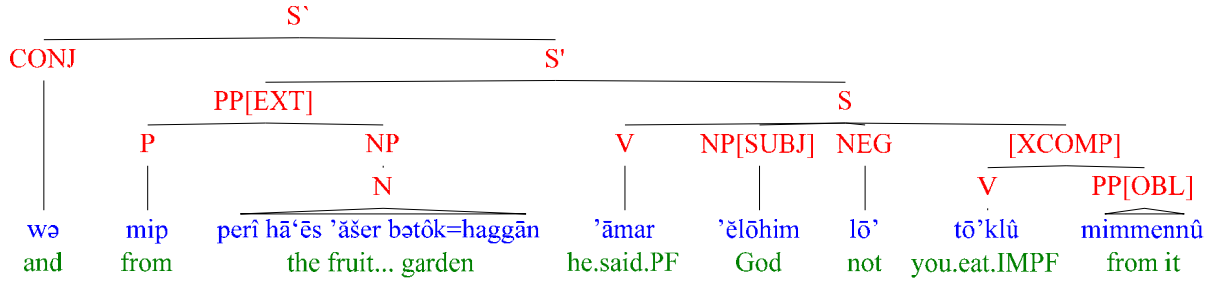 S`
CONJ S'
PP[EXT] S
P NP V NP[SUBJ] NEG [XCOMP]
N V PP[OBL]
wə mip perî hā‘ēs ’ăšer bətôk=haggān ’āmar ’ĕlōhim lō’ tō’klû mimmennû
and from the fruit... garden he.said.PF God not you.eat.IMPF from it